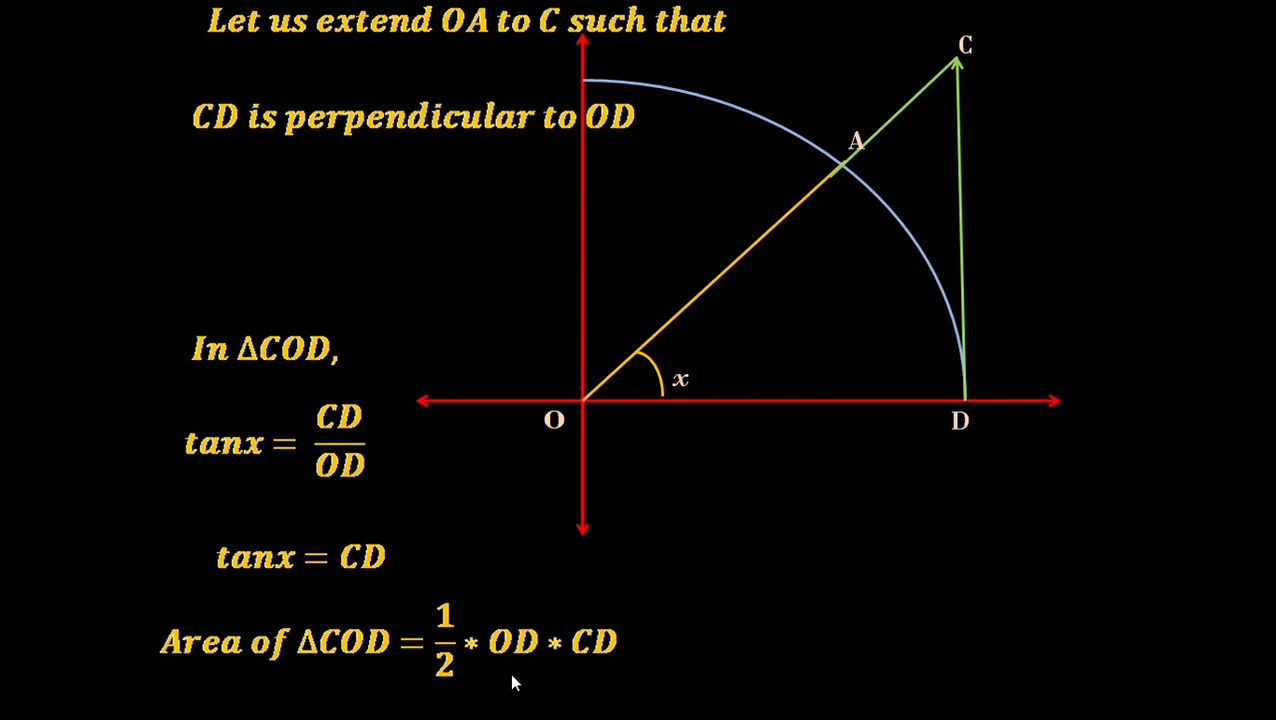 Let us extend OA to C such that
CD is perpendicular to OD
C
A
In ΔCOD,
x
O
D
tanx = CD/OD
tanx = CD
Area of ΔCOD = 1/2 * OD * CD